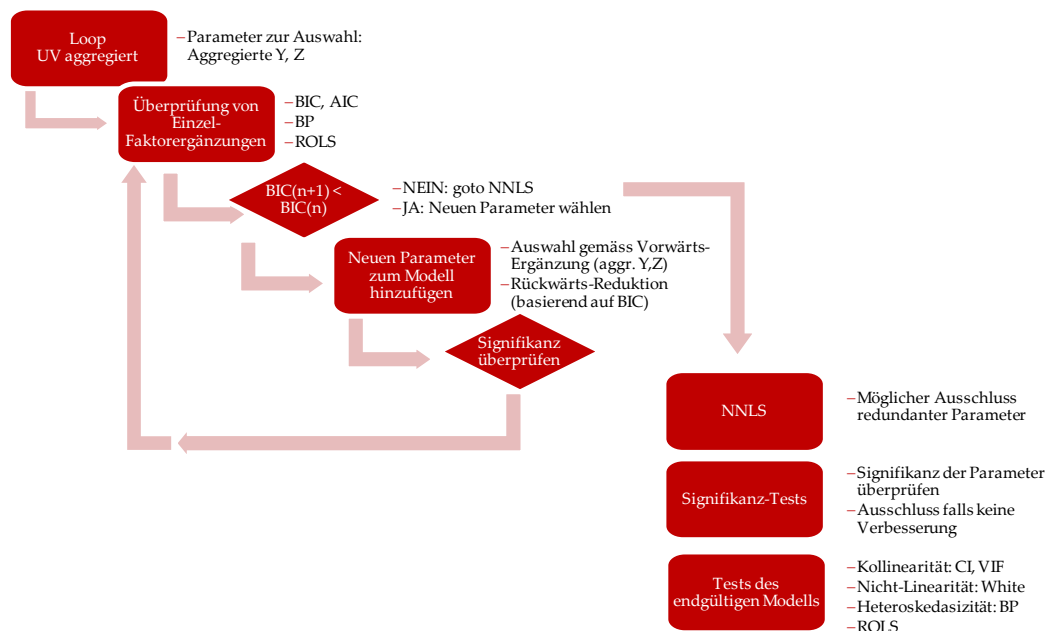 Loop
UV aggregiert
–Parameter zur Auswahl:
Aggregierte Y, Z
Überprüfung von
Einzel-
Faktorergänzungen
–BIC, AIC
–BP
–ROLS
BIC(n+1) <
BIC(n)
–NEIN: goto NNLS
–JA: Neuen Parameter wählen
Neuen Parameter
zum Modell
hinzufügen
–Auswahl gemäss Vorwärts-
Ergänzung (aggr. Y,Z)
–Rückwärts-Reduktion
(basierend auf BIC)
Signifikanz
überprüfen
NNLS
–Möglicher Ausschluss
redundanter Parameter
Signifikanz-Tests
–Signifikanz der Parameter
überprüfen
–Ausschluss falls keine
Verbesserung
Tests des
endgültigen Modells
–Kollinearität: CI, VIF
–Nicht-Linearität: White
–Heteroskedasizität: BP
–ROLS